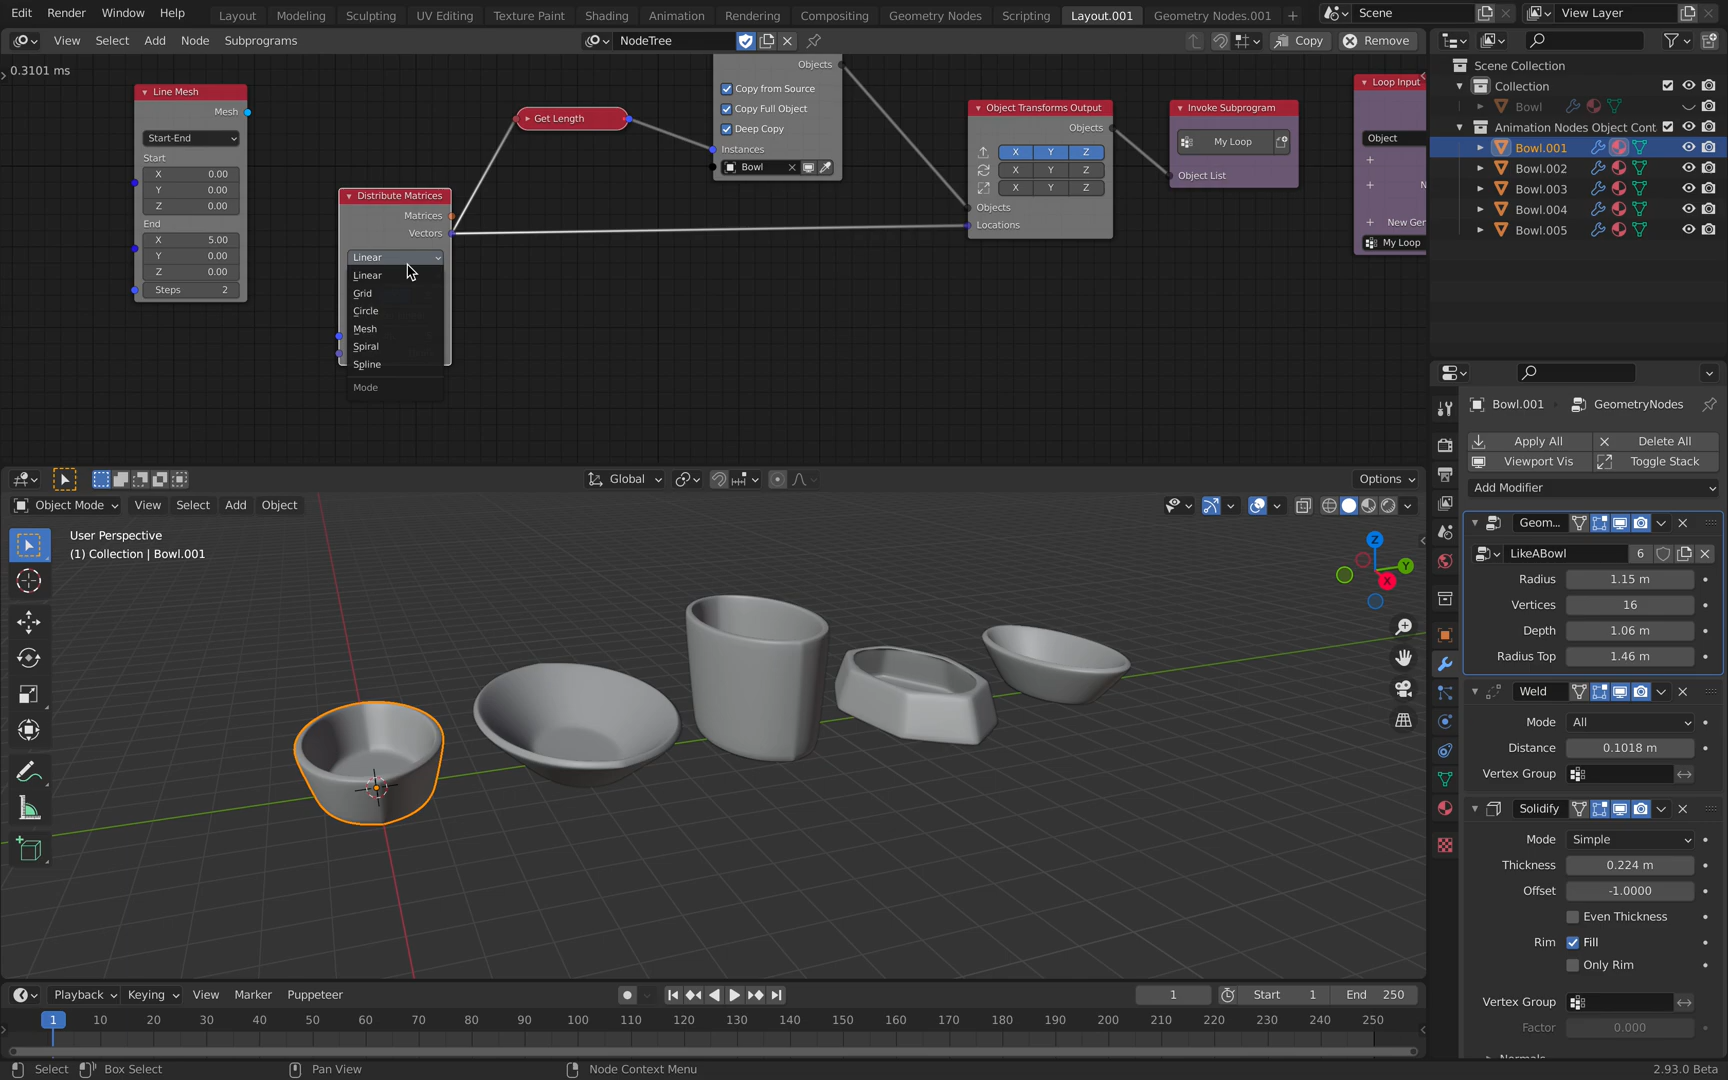 Edit Render Window Help Layout Modeling Sculpting UV Editing Texture Paint Shading Animation Rendering Compositing Geometry Nodes Scripting Layout.001 Geometry Nodes.001 Scene View Layer
View Select Add Node Subprograms NodeTree Copy Remove
0.3101 ms
Line Mesh
Mesh
Start-End
Start
X 0.00
Y 0.00
Z 0.00
End
X 5.00
Y 0.00
Z 0.00
Steps 2
Distribute Matrices
Matrices
Vectors
Linear
Linear
Grid
Circle
Mesh
Spiral
Spline
Mode
Get Length
Objects
Copy from Source
Copy Full Object
Deep Copy
Instances
Bowl
Object Transforms Output
Objects
X Y Z
X Y Z
X Y Z
Objects
Locations
Invoke Subprogram
My Loop
Object List
Loop Input
Object
New Ger
My Loop
Scene Collection
Collection
Bowl
Animation Nodes Object Cont
Bowl.001
Bowl.002
Bowl.003
Bowl.004
Bowl.005
Global
Options
Object Mode View Select Add Object
User Perspective
(1) Collection | Bowl.001
Z
Y
X
Bowl.001 GeometryNodes
Apply All Delete All
Viewport Vis Toggle Stack
Add Modifier
Geom...
LikeABowl 6
Radius 1.15 m
Vertices 16
Depth 1.06 m
Radius Top 1.46 m
Weld
Mode All
Distance 0.1018 m
Vertex Group
Solidify
Mode Simple
Thickness 0.224 m
Offset -1.0000
Even Thickness
Rim Fill
Only Rim
Vertex Group
Factor 0.000
Normals
Playback Keying View Marker Puppeteer 1 Start 1 End 250
1 10 20 30 40 50 60 70 80 90 100 110 120 130 140 150 160 170 180 190 200 210 220 230 240 250
Select Box Select Pan View Node Context Menu 2.93.0 Beta